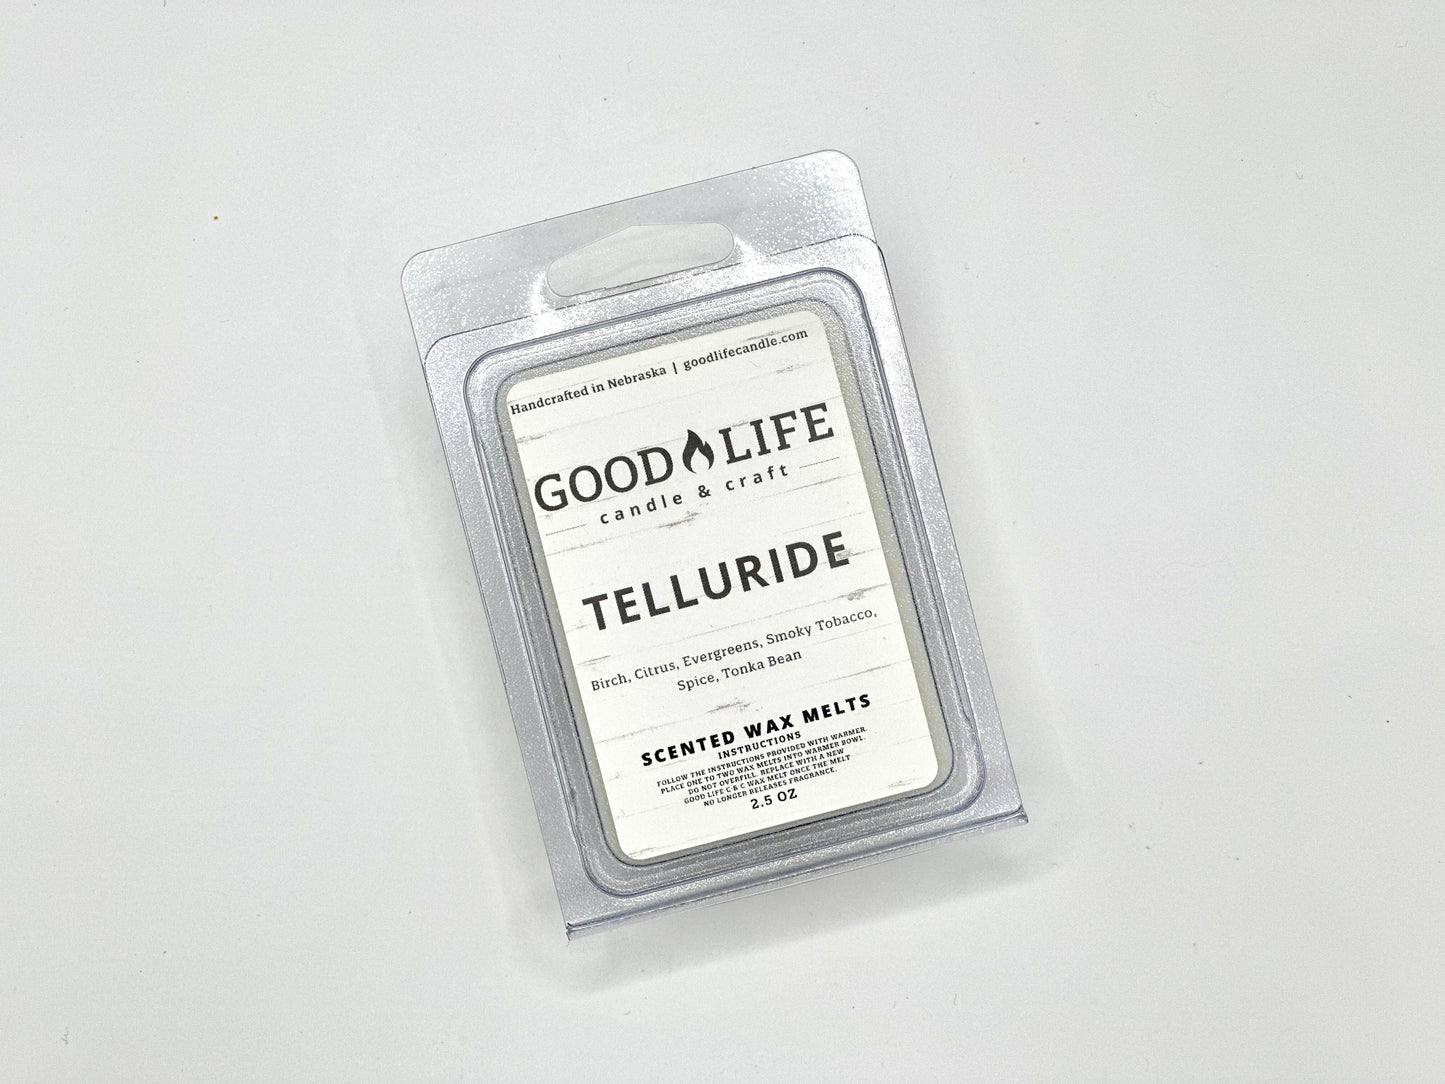 Handcrafted in Nebraska | goodlifecandle.com
GOOD LIFE
candle & craft
TELLURIDE
Birch, Citrus, Evergreens, Smoky Tobacco,
Spice, Tonka Bean
SCENTED WAX MELTS
INSTRUCTIONS
FOLLOW THE INSTRUCTIONS PROVIDED WITH WARMER.
PLACE ONE TO TWO WAX MELTS INTO WARMER BOWL.
DO NOT OVERFILL. REPLACE WITH A NEW
GOOD LIFE C & C WAX MELT ONCE THE MELT
NO LONGER RELEASES FRAGRANCE.
2.5 OZ